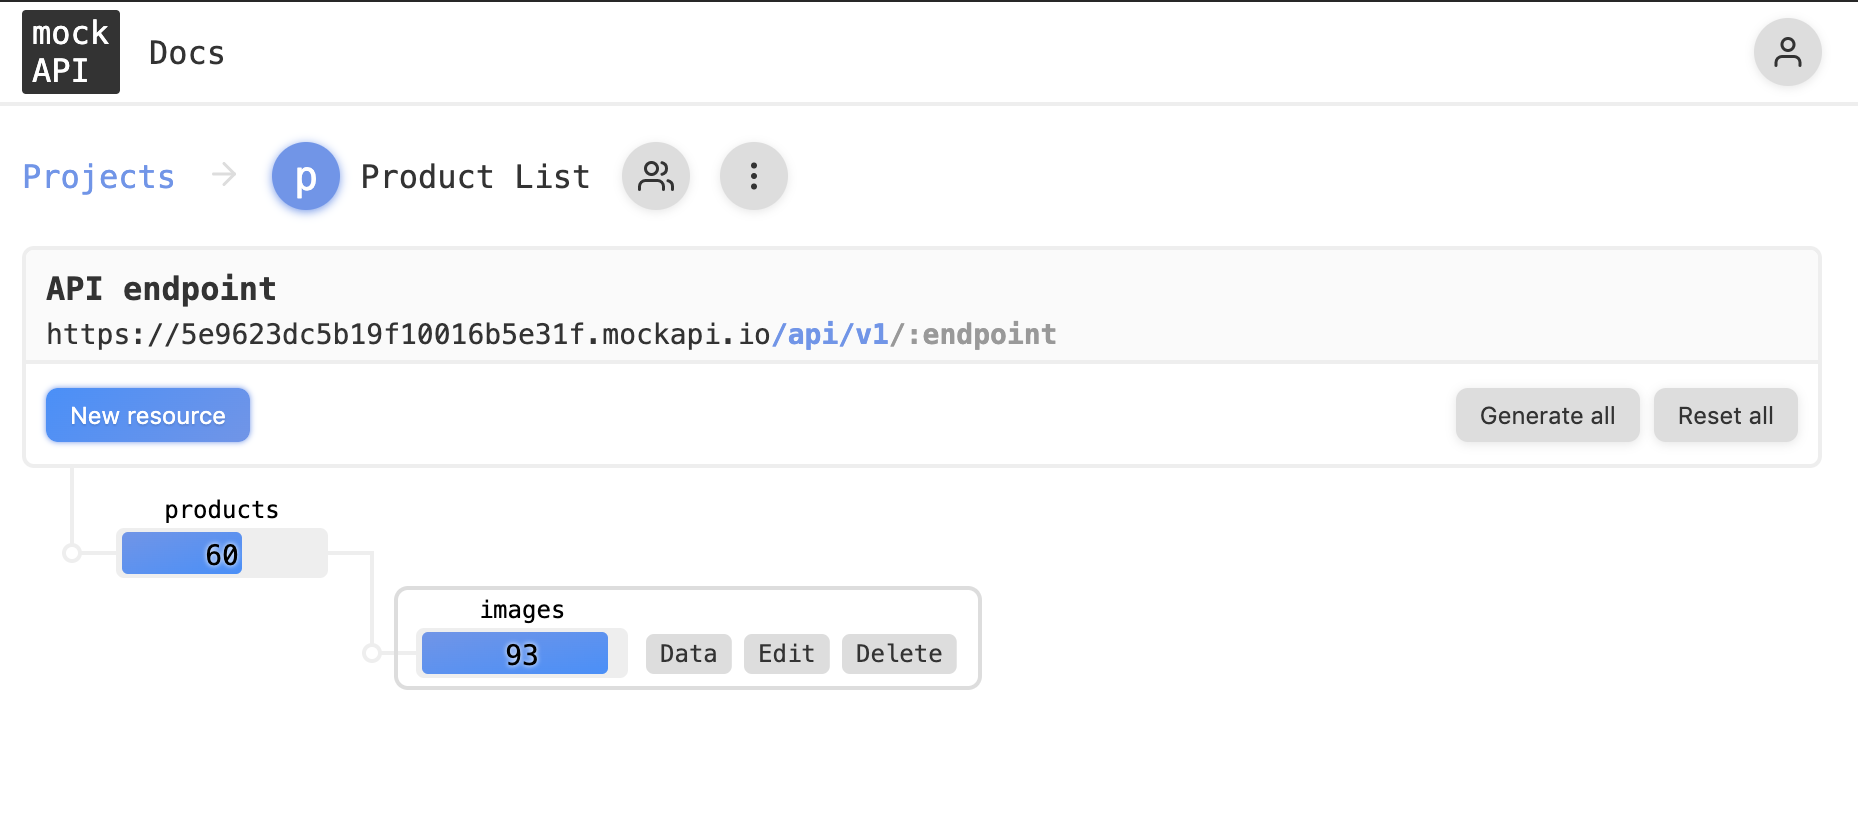 mock
API
Docs
Projects
p
Product List
API endpoint
https://5e9623dc5b19f10016b5e31f.mockapi.io/api/v1/:endpoint
New resource
Generate all
Reset all
products
60
images
93
Data
Edit
Delete